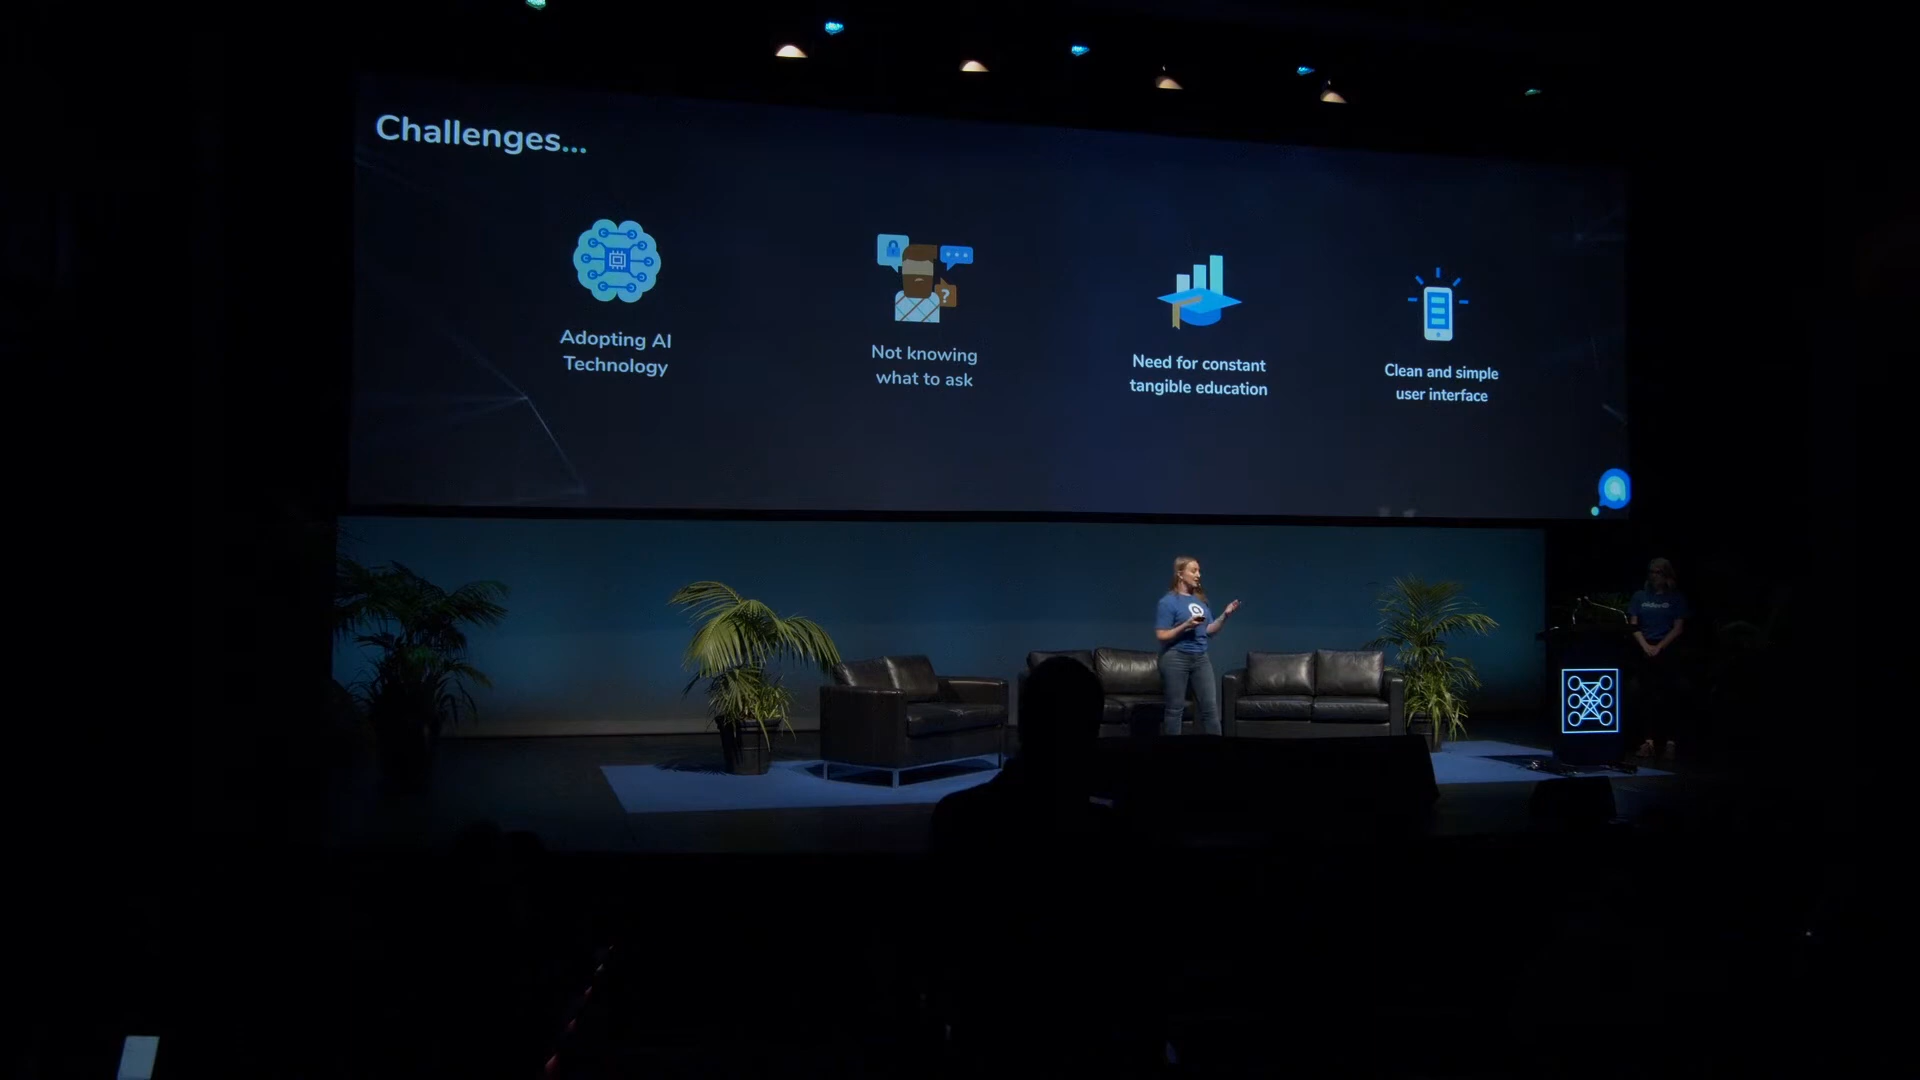 Challenges...
Adopting AI
Technology
Not knowing
what to ask
Need for constant
tangible education
Clean and simple
user interface
?